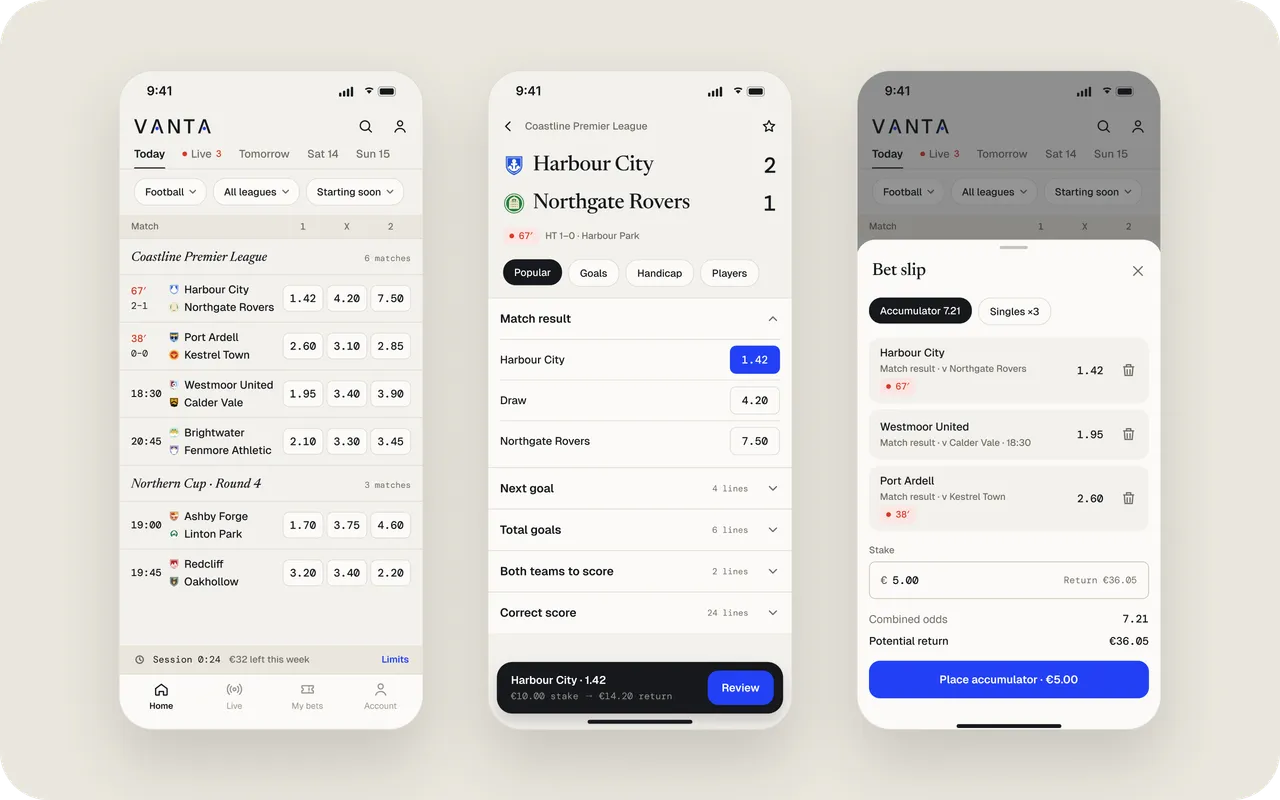 9:41
VANTA
Today Live 3 Tomorrow Sat 14 Sun 15
Football All leagues Starting soon
Match 1 X 2
Coastline Premier League 6 matches
67′ Harbour City
2–1 Northgate Rovers
1.42 4.20 7.50
38′ Port Ardell
0–0 Kestrel Town
2.60 3.10 2.85
18:30 Westmoor United
Calder Vale
1.95 3.40 3.90
20:45 Brightwater
Fenmore Athletic
2.10 3.30 3.45
Northern Cup · Round 4 3 matches
19:00 Ashby Forge
Linton Park
1.70 3.75 4.60
19:45 Redcliff
Oakhollow
3.20 3.40 2.20
Session 0:24 €32 left this week Limits
Home Live My bets Account
9:41
Coastline Premier League
Harbour City 2
Northgate Rovers 1
67′ HT 1–0 · Harbour Park
Popular Goals Handicap Players
Match result
Harbour City 1.42
Draw 4.20
Northgate Rovers 7.50
Next goal 4 lines
Total goals 6 lines
Both teams to score 2 lines
Correct score 24 lines
Harbour City · 1.42
€10.00 stake → €14.20 return
Review
9:41
VANTA
Today Live 3 Tomorrow Sat 14 Sun 15
Football All leagues Starting soon
Match 1 X 2
Bet slip
Accumulator 7.21 Singles ×3
Harbour City
Match result · v Northgate Rovers
67′
1.42
Westmoor United
Match result · v Calder Vale · 18:30
1.95
Port Ardell
Match result · v Kestrel Town
38′
2.60
Stake
€ 5.00 Return €36.05
Combined odds 7.21
Potential return €36.05
Place accumulator · €5.00